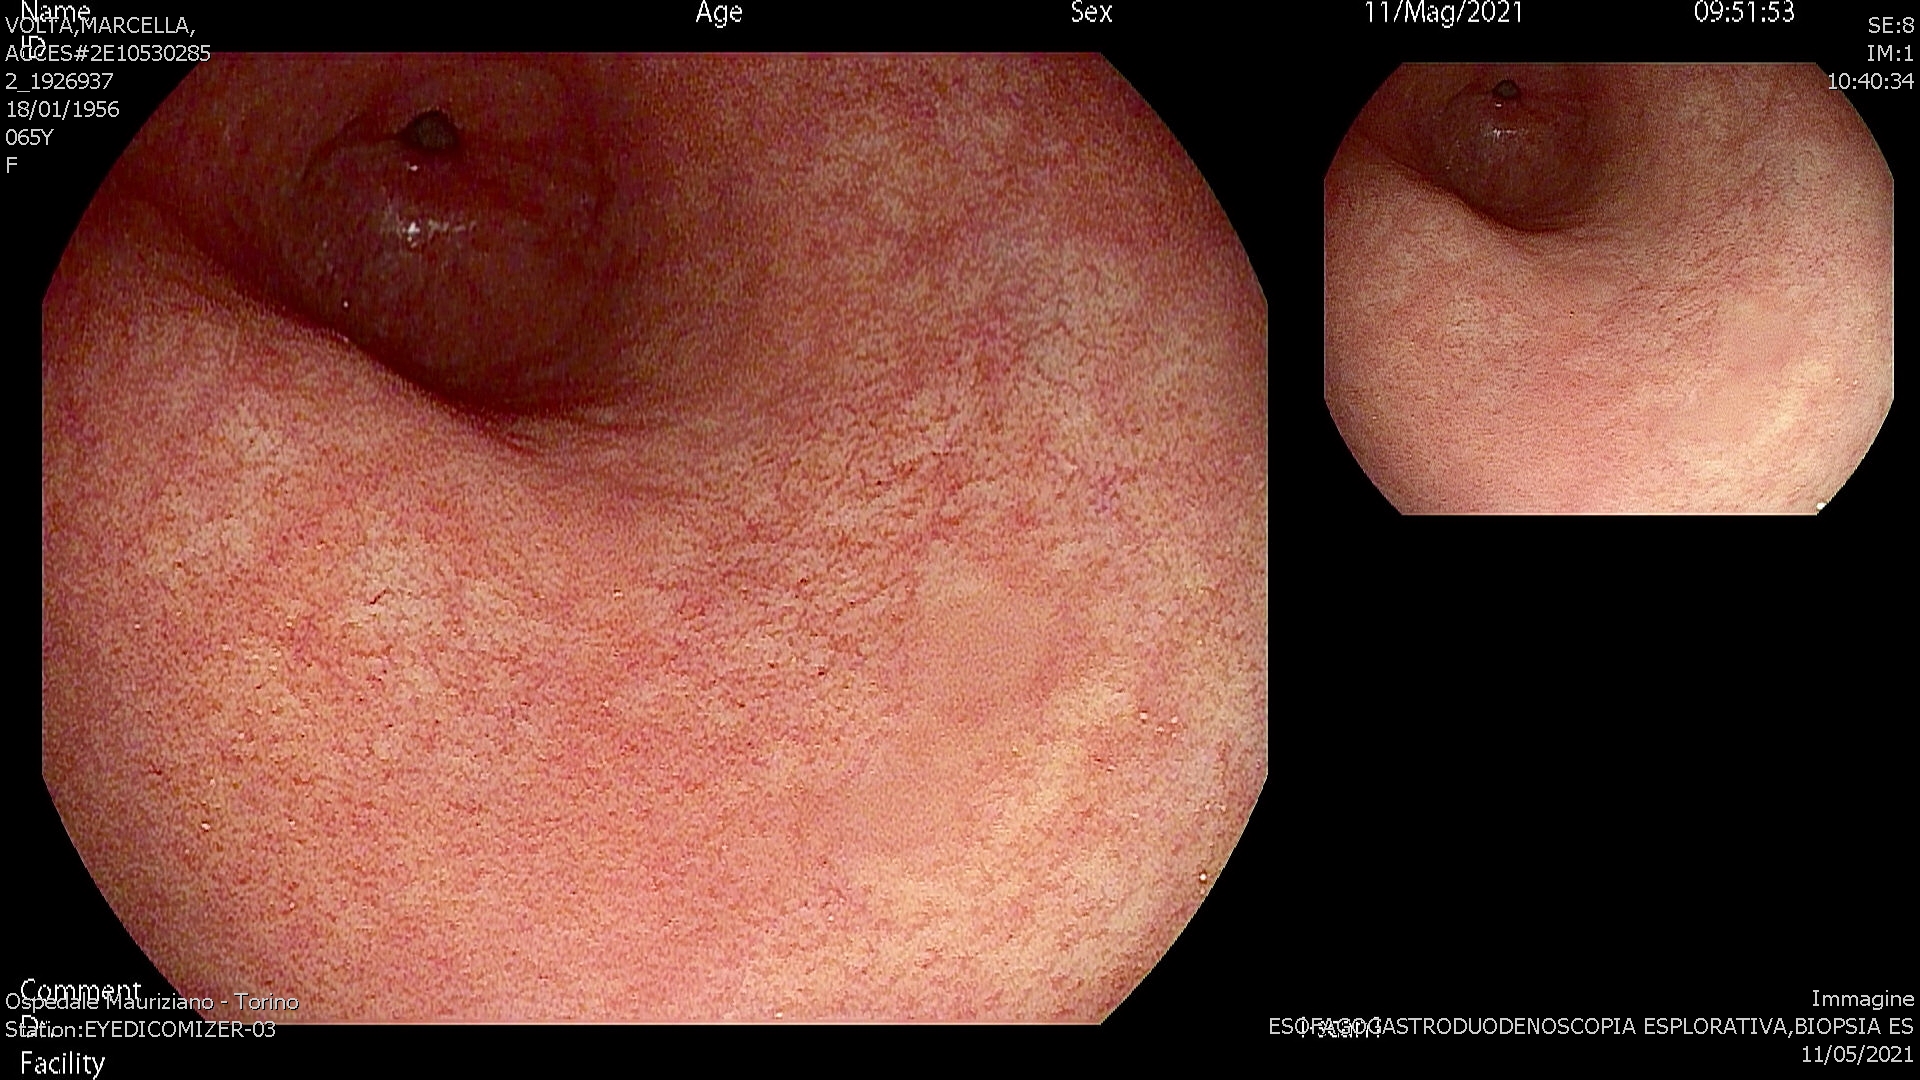 Name
Age
Sex
11/Mag/2021
09:51:53
VOLTA,MARCELLA,
ACCES#2E10530285
ID
2_1926937
18/01/1956
065Y
F
SE:8
IM:1
10:40:34
Comment
Ospedale Mauriziano - Torino
Dr.
Station:EYEDICOMIZER-03
Facility
Immagine
ESOFAGOGASTRODUODENOSCOPIA ESPLORATIVA,BIOPSIA ES
11/05/2021